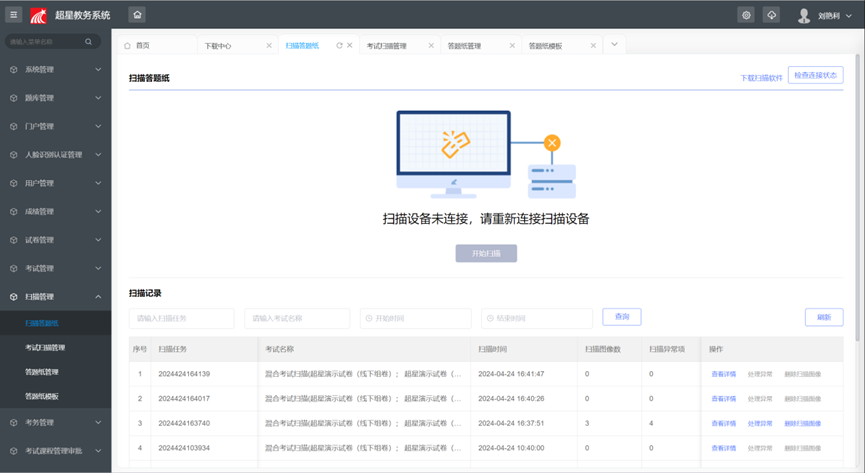 超星教务系统
刘艳科
请输入菜单名称
首页
下载中心
扫描答题纸
考试扫描管理
答题纸管理
答题纸模板
系统管理
题库管理
门户管理
人脸识别认证管理
用户管理
成绩管理
试卷管理
考试管理
扫描管理
扫描答题纸
考试扫描管理
答题纸管理
答题纸模板
考务管理
考试课程管理审批
扫描答题纸
下载扫描软件
检查连接状态
扫描设备未连接，请重新连接扫描设备
开始扫描
扫描记录
请输入扫描任务
请输入考试名称
开始时间
结束时间
查询
刷新
序号 扫描任务 考试名称 扫描时间 扫描图像数 扫描异常项 操作
1 2024424164139 混合考试扫描(超星演示试卷（线下组卷）； 超星演示试卷（... 2024-04-24 16:41:47 0 0 查看详情 处理异常 删除扫描图像
2 2024424164017 混合考试扫描(超星演示试卷（线下组卷）； 超星演示试卷（... 2024-04-24 16:40:26 0 0 查看详情 处理异常 删除扫描图像
3 2024424163740 混合考试扫描(超星演示试卷（线下组卷）； 超星演示试卷（... 2024-04-24 16:37:51 3 4 查看详情 处理异常 删除扫描图像
4 2024424103934 混合考试扫描(超星演示试卷（线下组卷）； 超星演示试卷（... 2024-04-24 10:40:00 0 0 查看详情 处理异常 删除扫描图像